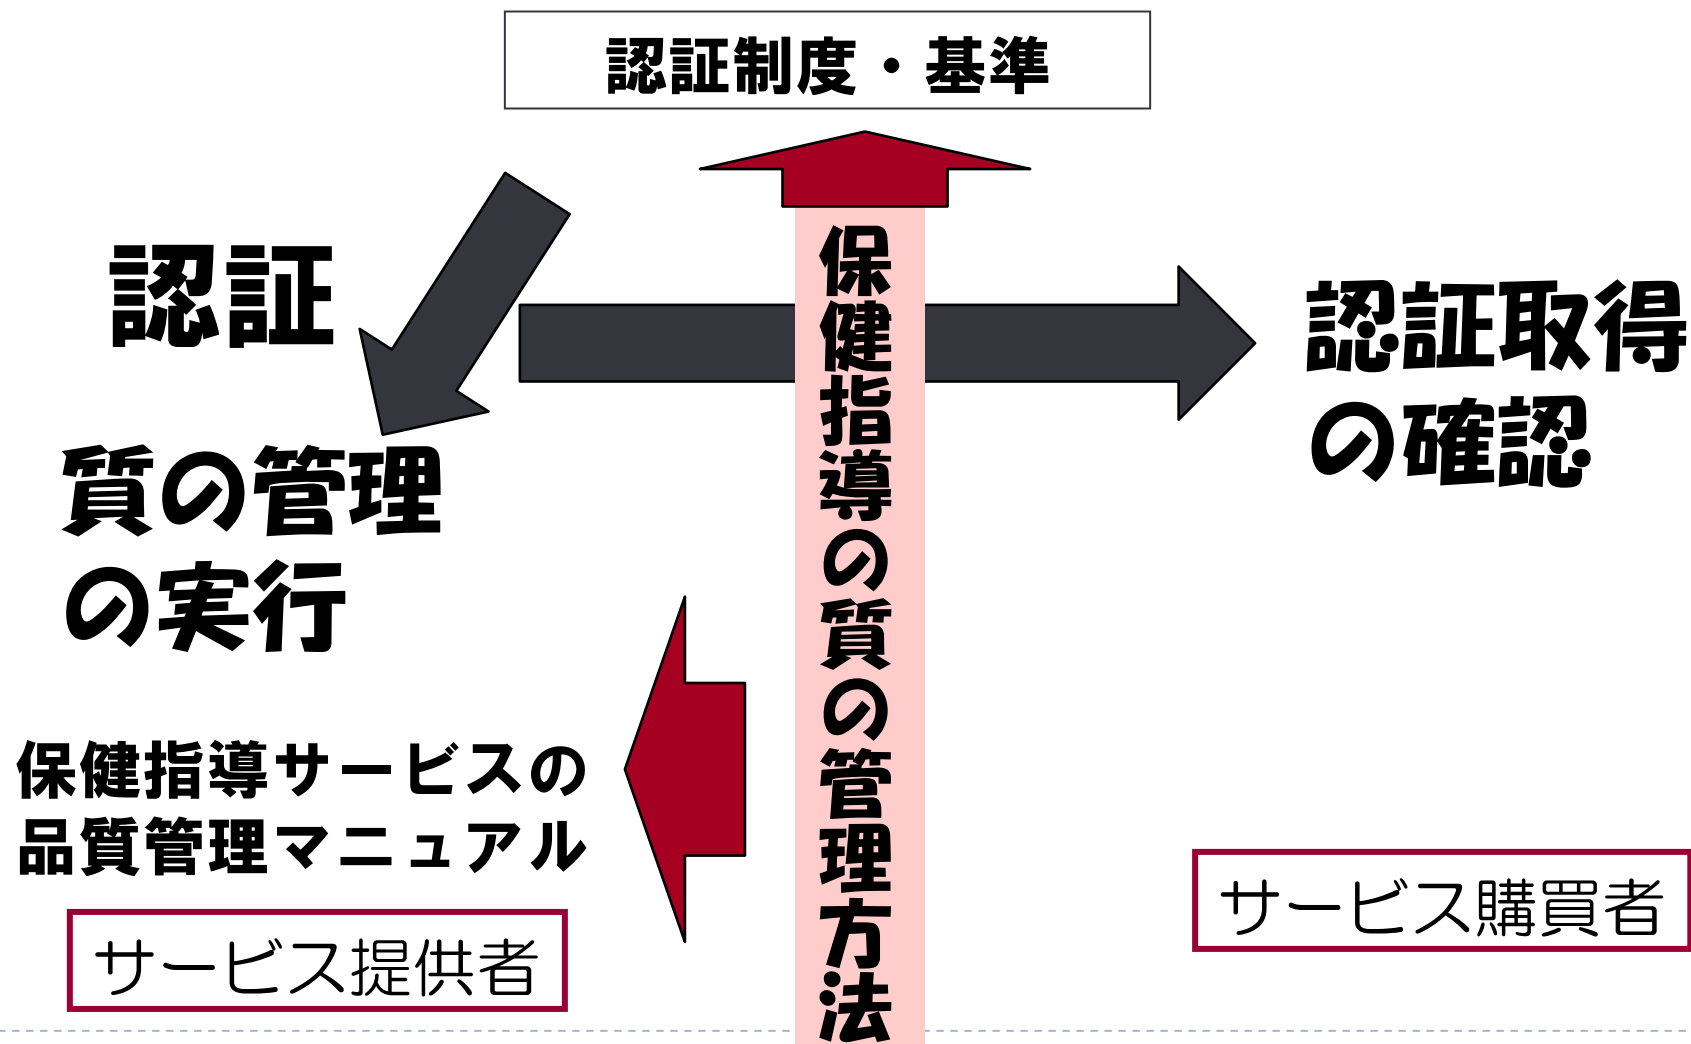 認証制度・基準
認証
質の管理
の実行
保健指導の質の管理方法
認証取得
の確認
保健指導サービスの
品質管理マニュアル
サービス提供者
サービス購買者